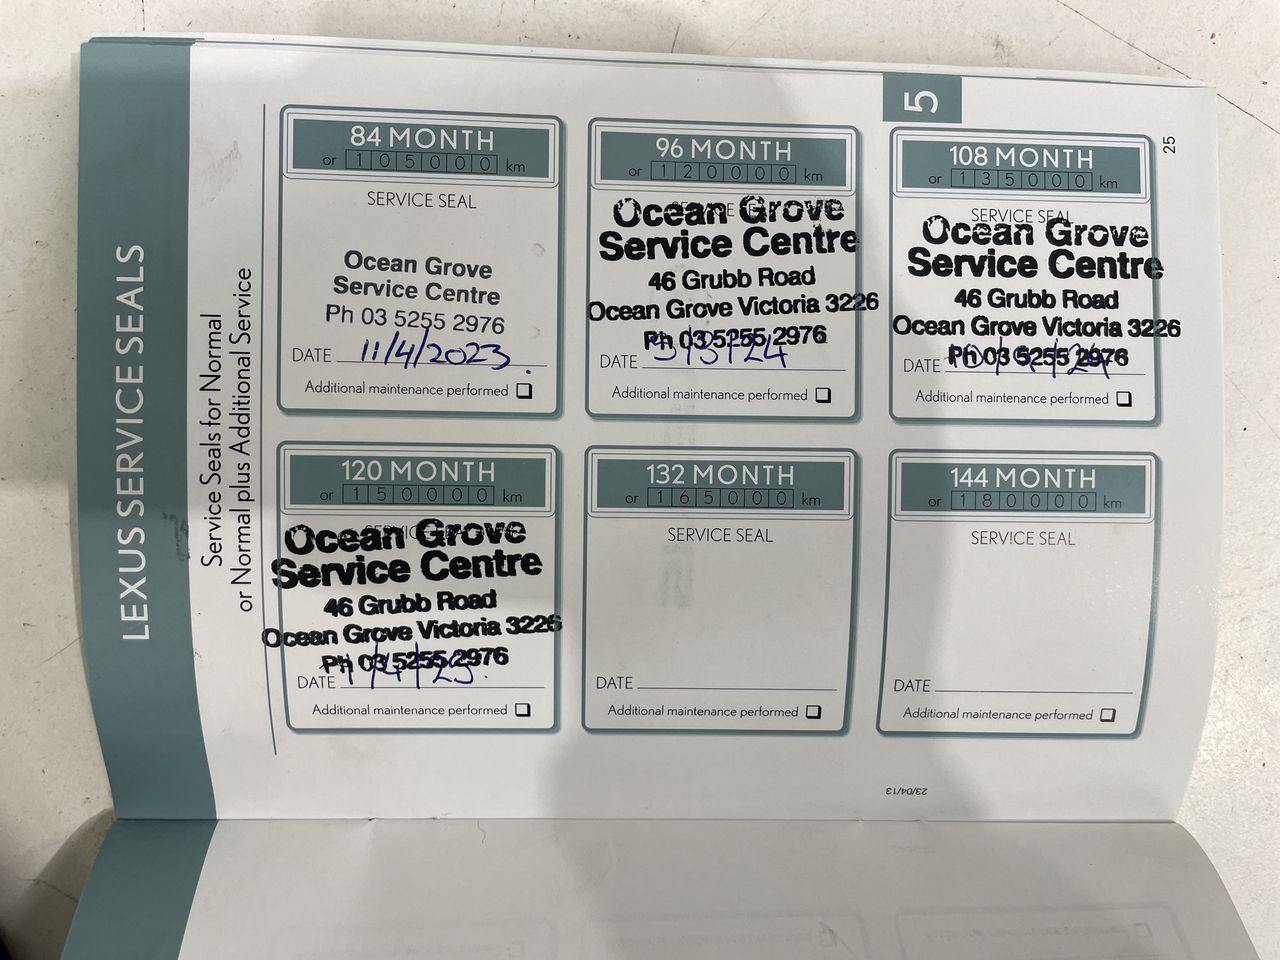 LEXUS SERVICE SEALS
Service Seals for Normal
or Normal plus Additional Service
5
25
84 MONTH
or 105000 km
SERVICE SEAL
Ocean Grove
Service Centre
Ph 03 5255 2976
DATE 11/4/2023.
Additional maintenance performed
96 MONTH
or 120000 km
Ocean Grove
Service Centre
46 Grubb Road
Ocean Grove Victoria 3226
Ph 03 5255 2976
DATE
Additional maintenance performed
108 MONTH
or 135000 km
SERVICE SEAL
Ocean Grove
Service Centre
46 Grubb Road
Ocean Grove Victoria 3226
Ph 03 5255 2976
DATE
Additional maintenance performed
120 MONTH
or 150000 km
Ocean Grove
Service Centre
46 Grubb Road
Ocean Grove Victoria 3226
Ph 03 5255 2976
DATE
Additional maintenance performed
132 MONTH
or 165000 km
SERVICE SEAL
DATE
Additional maintenance performed
144 MONTH
or 180000 km
SERVICE SEAL
DATE
Additional maintenance performed
23/04/13